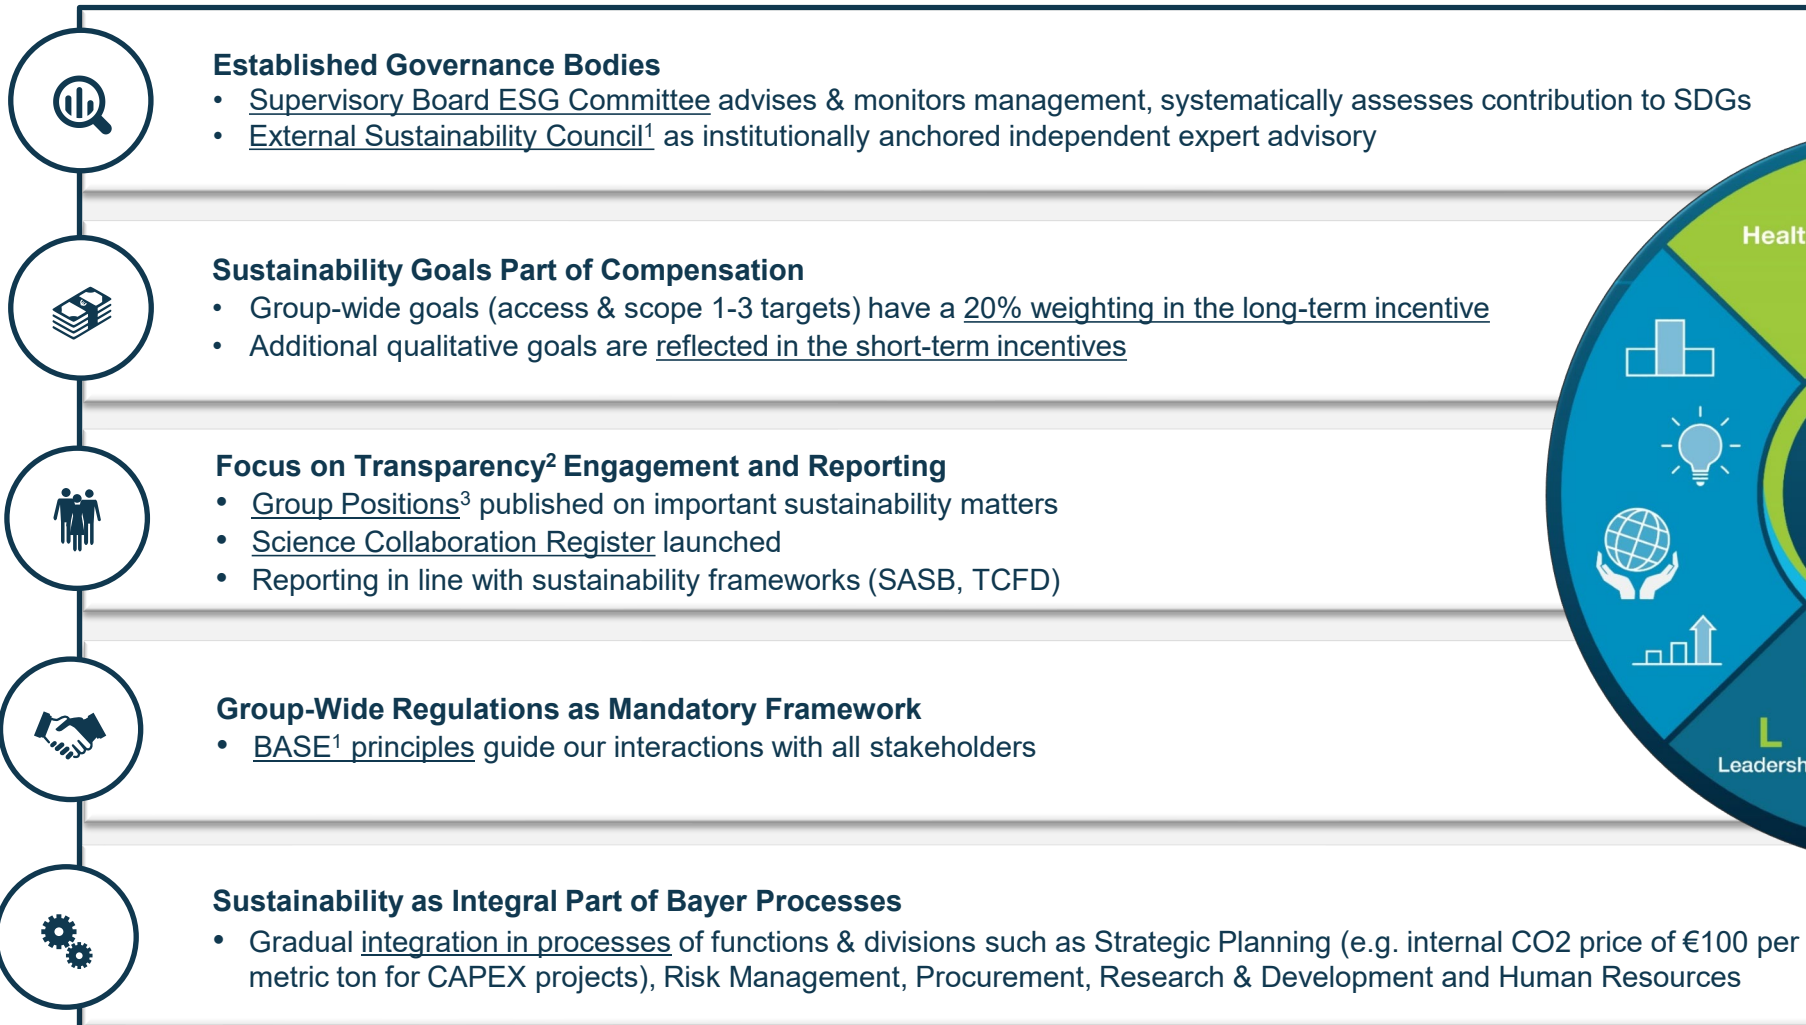 Established Governance Bodies
• Supervisory Board ESG Committee advises & monitors management, systematically assesses contribution to SDGs
• External Sustainability Council¹ as institutionally anchored independent expert advisory
Healt
Sustainability Goals Part of Compensation
• Group-wide goals (access & scope 1-3 targets) have a 20% weighting in the long-term incentive
• Additional qualitative goals are reflected in the short-term incentives
Focus on Transparency² Engagement and Reporting
• Group Positions³ published on important sustainability matters
• Science Collaboration Register launched
• Reporting in line with sustainability frameworks (SASB, TCFD)
Group-Wide Regulations as Mandatory Framework
• BASE¹ principles guide our interactions with all stakeholders
L
Leadersh
Sustainability as Integral Part of Bayer Processes
• Gradual integration in processes of functions & divisions such as Strategic Planning (e.g. internal CO2 price of €100 per
metric ton for CAPEX projects), Risk Management, Procurement, Research & Development and Human Resources